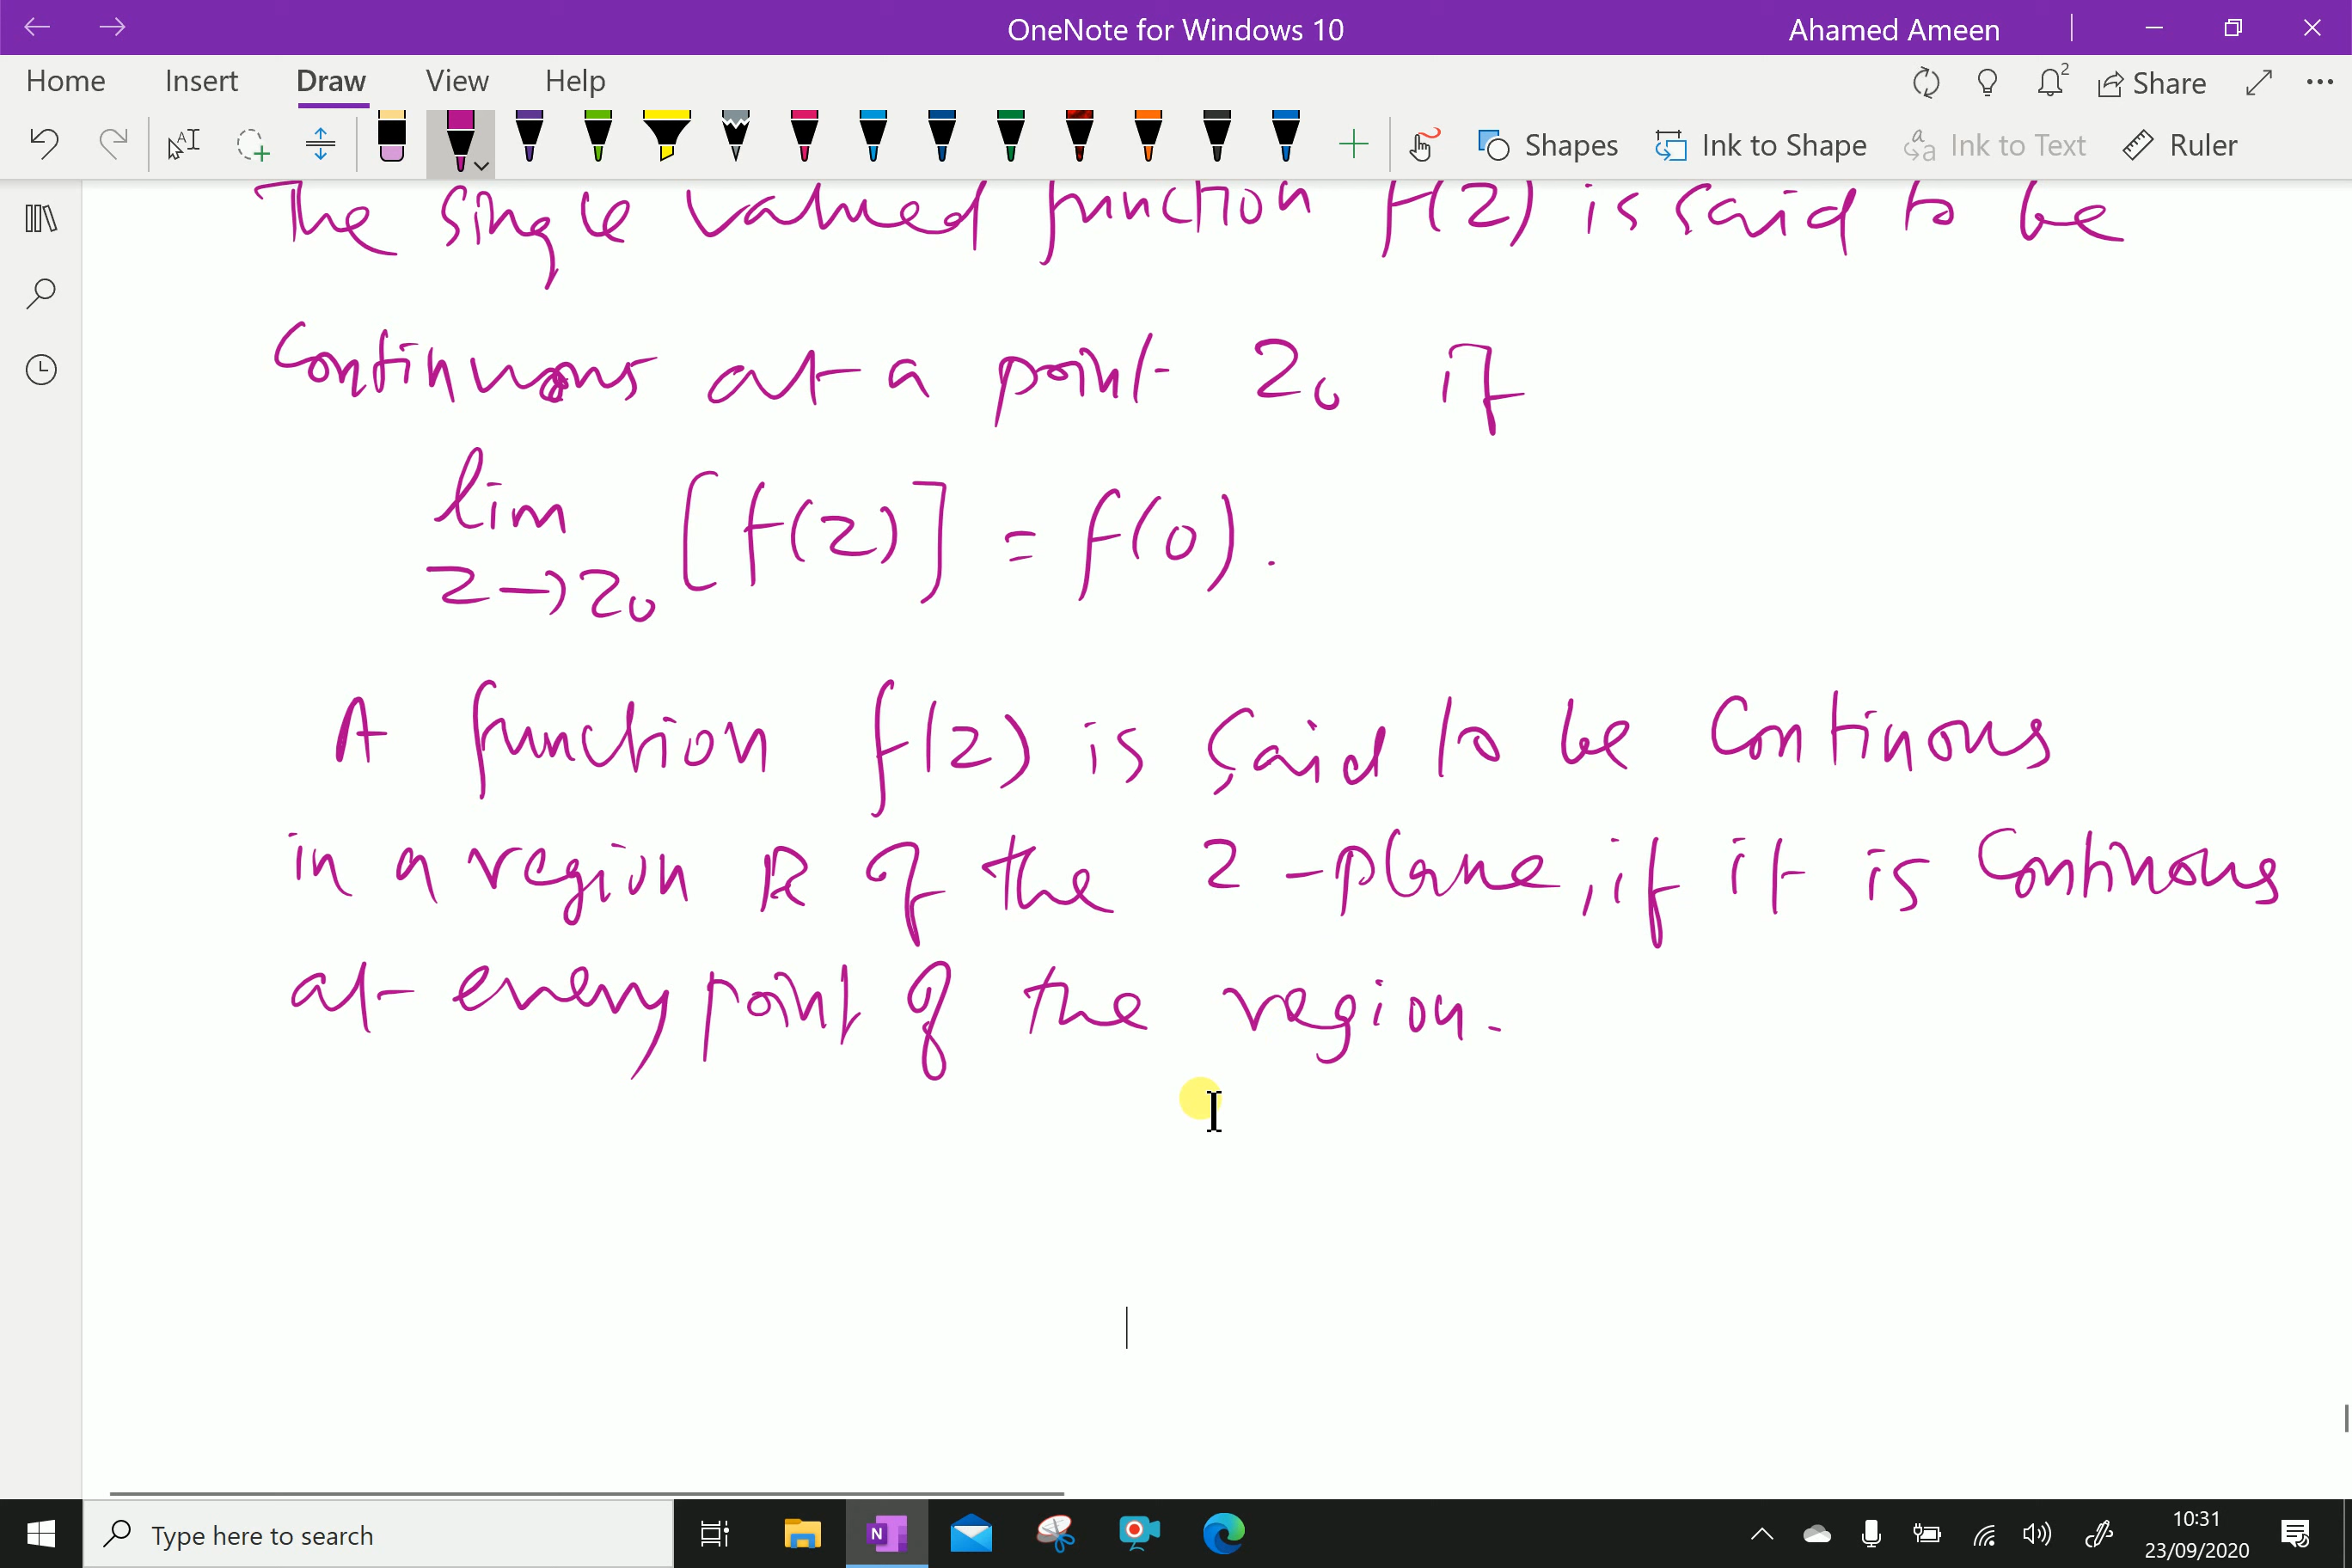 OneNote for Windows 10 Ahamed Ameen
Home Insert Draw View Help 2 Share
Shapes Ink to Shape Ink to Text Ruler
The single valued function f(z) is said to be
Continuous at a point z₀ if
lim [f(z)] = f(0).
z→z₀
A function f(z) is said to be Continous
in a region R of the z-plane, if it is Continous
at every point of the region.
Type here to search
10:31
23/09/2020